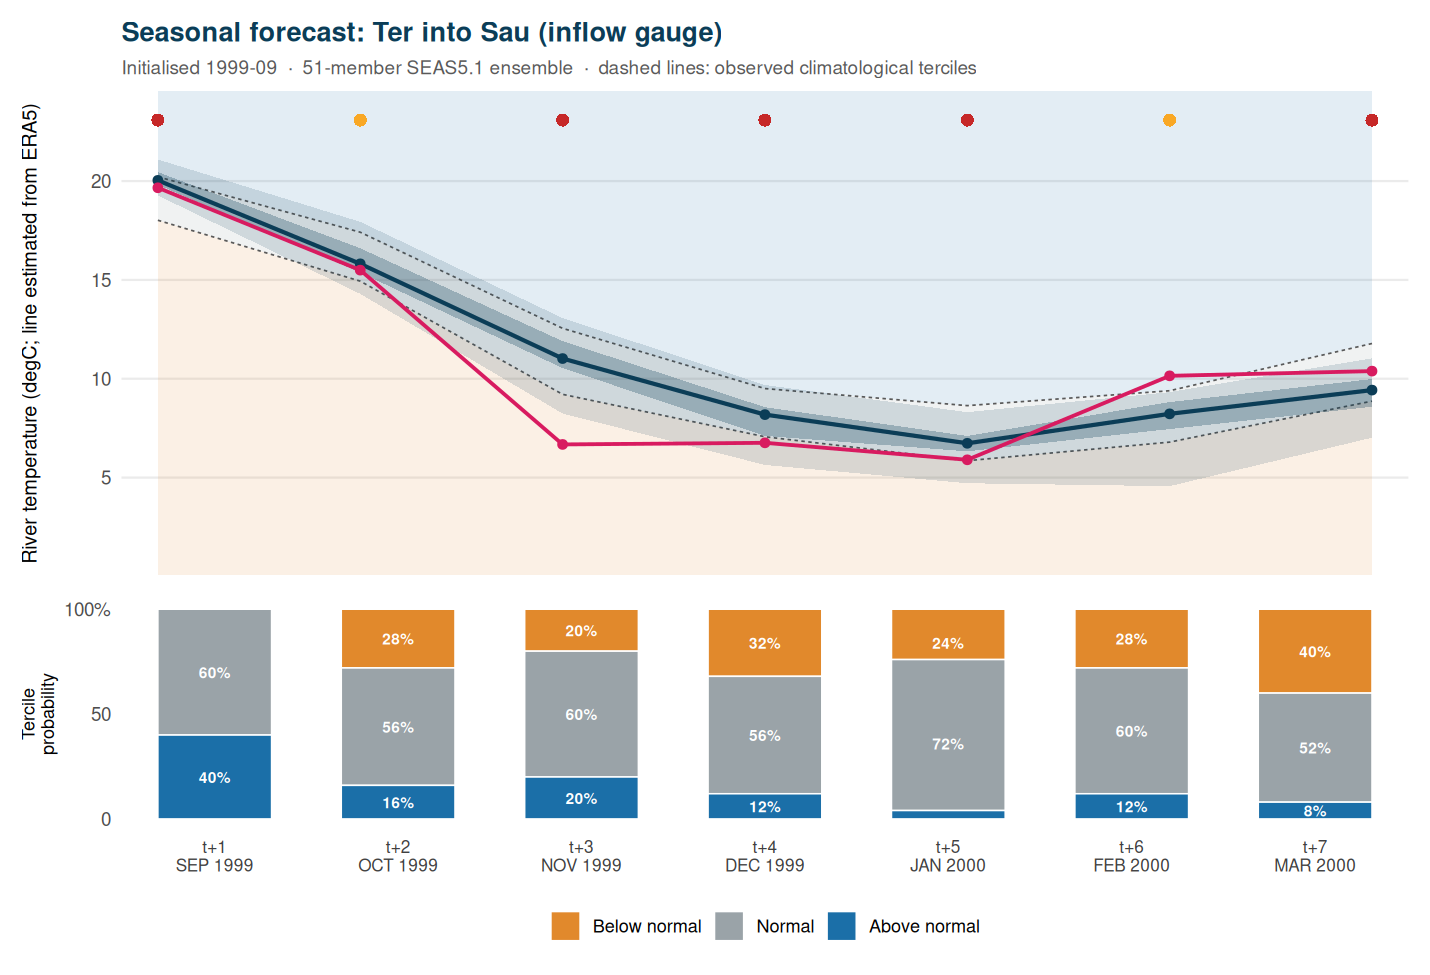 Seasonal forecast: Ter into Sau (inflow gauge)
Initialised 1999-09 · 51-member SEAS5.1 ensemble · dashed lines: observed climatological terciles
River temperature (degC; line estimated from ERA5)
20
15
10
5
Tercile
probability
100%
50
0
60%
40%
28%
56%
16%
20%
60%
20%
32%
56%
12%
24%
72%
28%
60%
12%
40%
52%
8%
t+1
SEP 1999
t+2
OCT 1999
t+3
NOV 1999
t+4
DEC 1999
t+5
JAN 2000
t+6
FEB 2000
t+7
MAR 2000
Below normal
Normal
Above normal